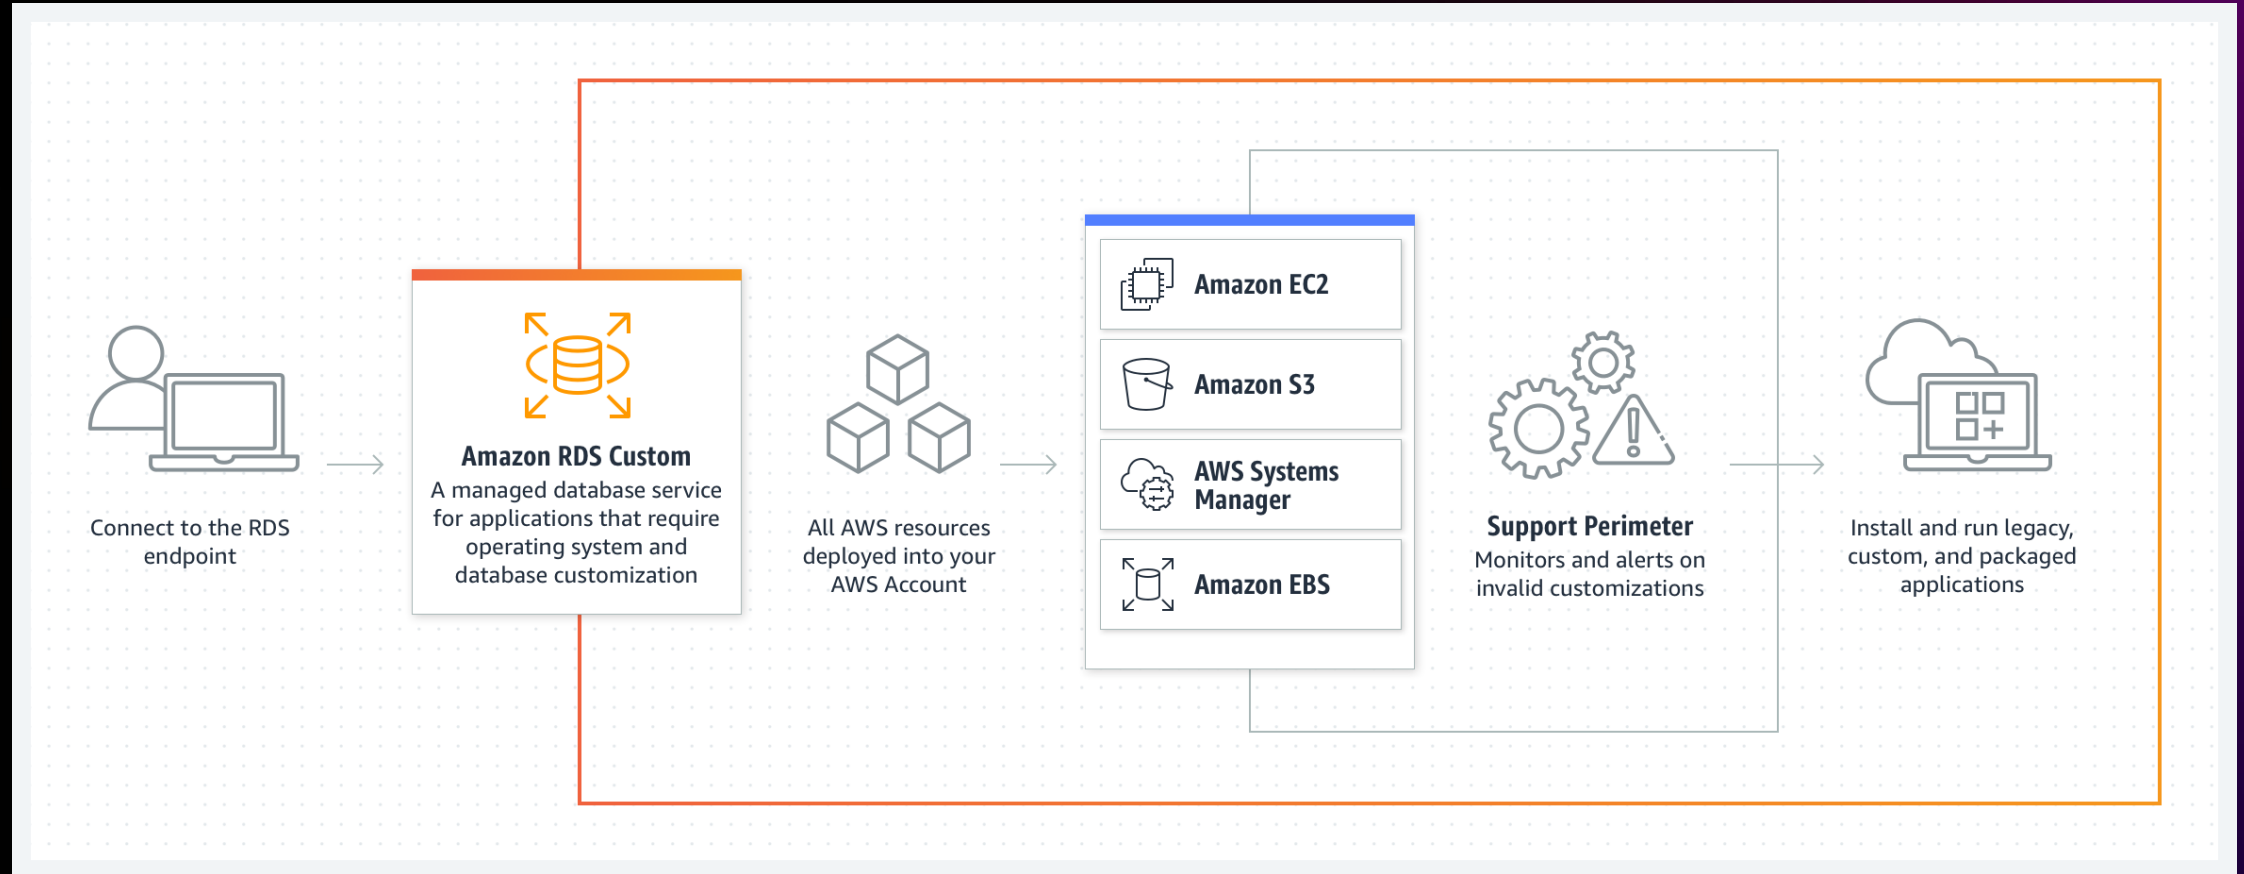 Connect to the RDS
endpoint
Amazon RDS Custom
A managed database service
for applications that require
operating system and
database customization
All AWS resources
deployed into your
AWS Account
Amazon EC2
Amazon S3
AWS Systems
Manager
Amazon EBS
Support Perimeter
Monitors and alerts on
invalid customizations
Install and run legacy,
custom, and packaged
applications